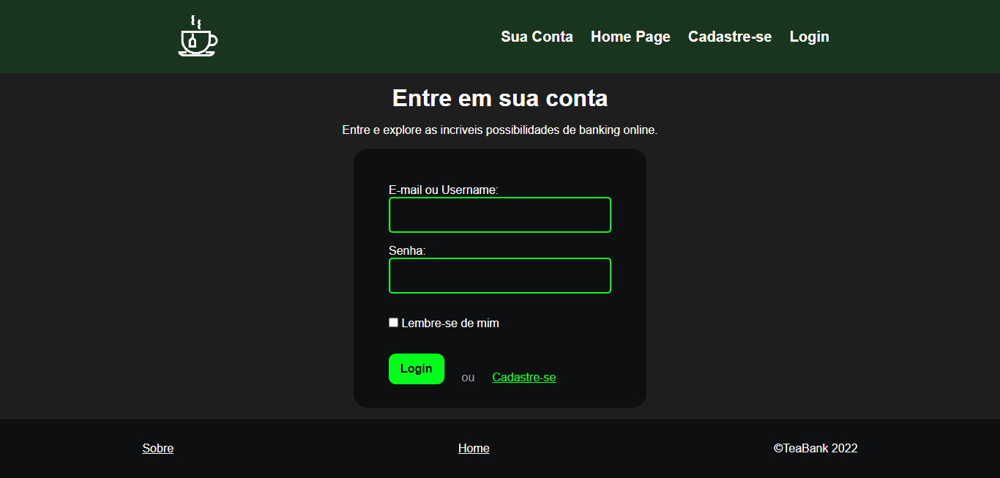 Sua Conta Home Page Cadastre-se Login
Entre em sua conta
Entre e explore as incriveis possibilidades de banking online.
E-mail ou Username:
Senha:
Lembre-se de mim
Login ou Cadastre-se
Sobre Home ©TeaBank 2022